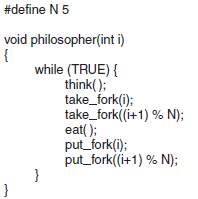 #define N 5
void philosopher(int i)
{
while (TRUE) {
think( );
take_fork(i);
take_fork((i+1) % N);
eat( );
put_fork(i);
put_fork((i+1) % N);
}
}